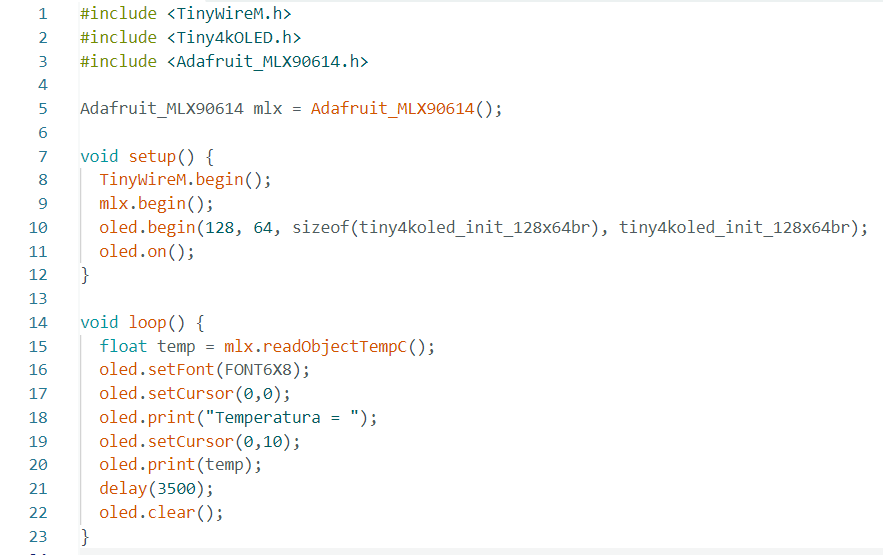 1 #include <TinyWireM.h>
2 #include <Tiny4kOLED.h>
3 #include <Adafruit_MLX90614.h>
4
5 Adafruit_MLX90614 mlx = Adafruit_MLX90614();
6
7 void setup() {
8   TinyWireM.begin();
9   mlx.begin();
10   oled.begin(128, 64, sizeof(tiny4koled_init_128x64br), tiny4koled_init_128x64br);
11   oled.on();
12 }
13
14 void loop() {
15   float temp = mlx.readObjectTempC();
16   oled.setFont(FONT6X8);
17   oled.setCursor(0,0);
18   oled.print("Temperatura = ");
19   oled.setCursor(0,10);
20   oled.print(temp);
21   delay(3500);
22   oled.clear();
23 }